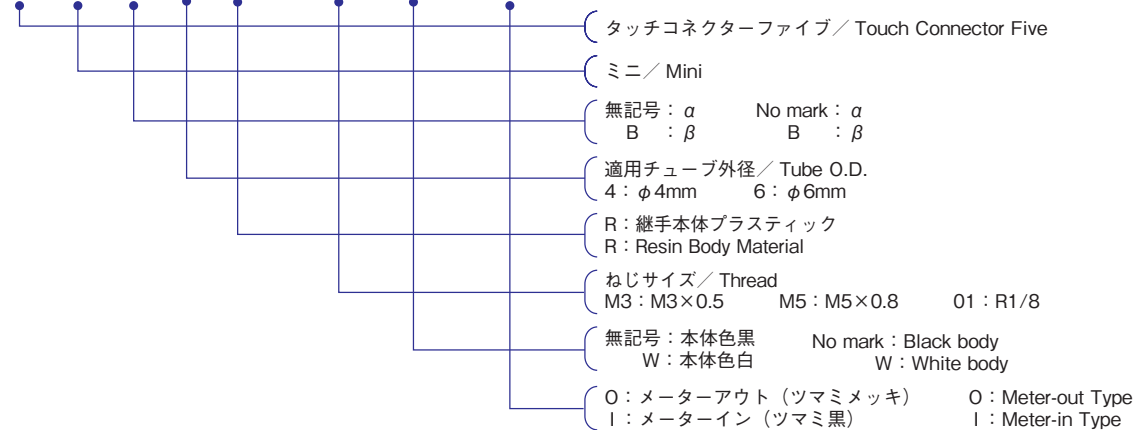 タッチコネクターファイブ／ Touch Connector Five
ミニ／ Mini
無記号：α No mark：α
B ：β B ：β
適用チューブ外径／ Tube O.D.
4：φ4mm 6：φ6mm
R：継手本体プラスティック
R：Resin Body Material
ねじサイズ／ Thread
M3：M3×0.5 M5：M5×0.8 01：R1/8
無記号：本体色黒 No mark：Black body
W：本体色白 W：White body
O：メーターアウト（ツマミメッキ） O：Meter-out Type
I：メーターイン（ツマミ黒） I：Meter-in Type